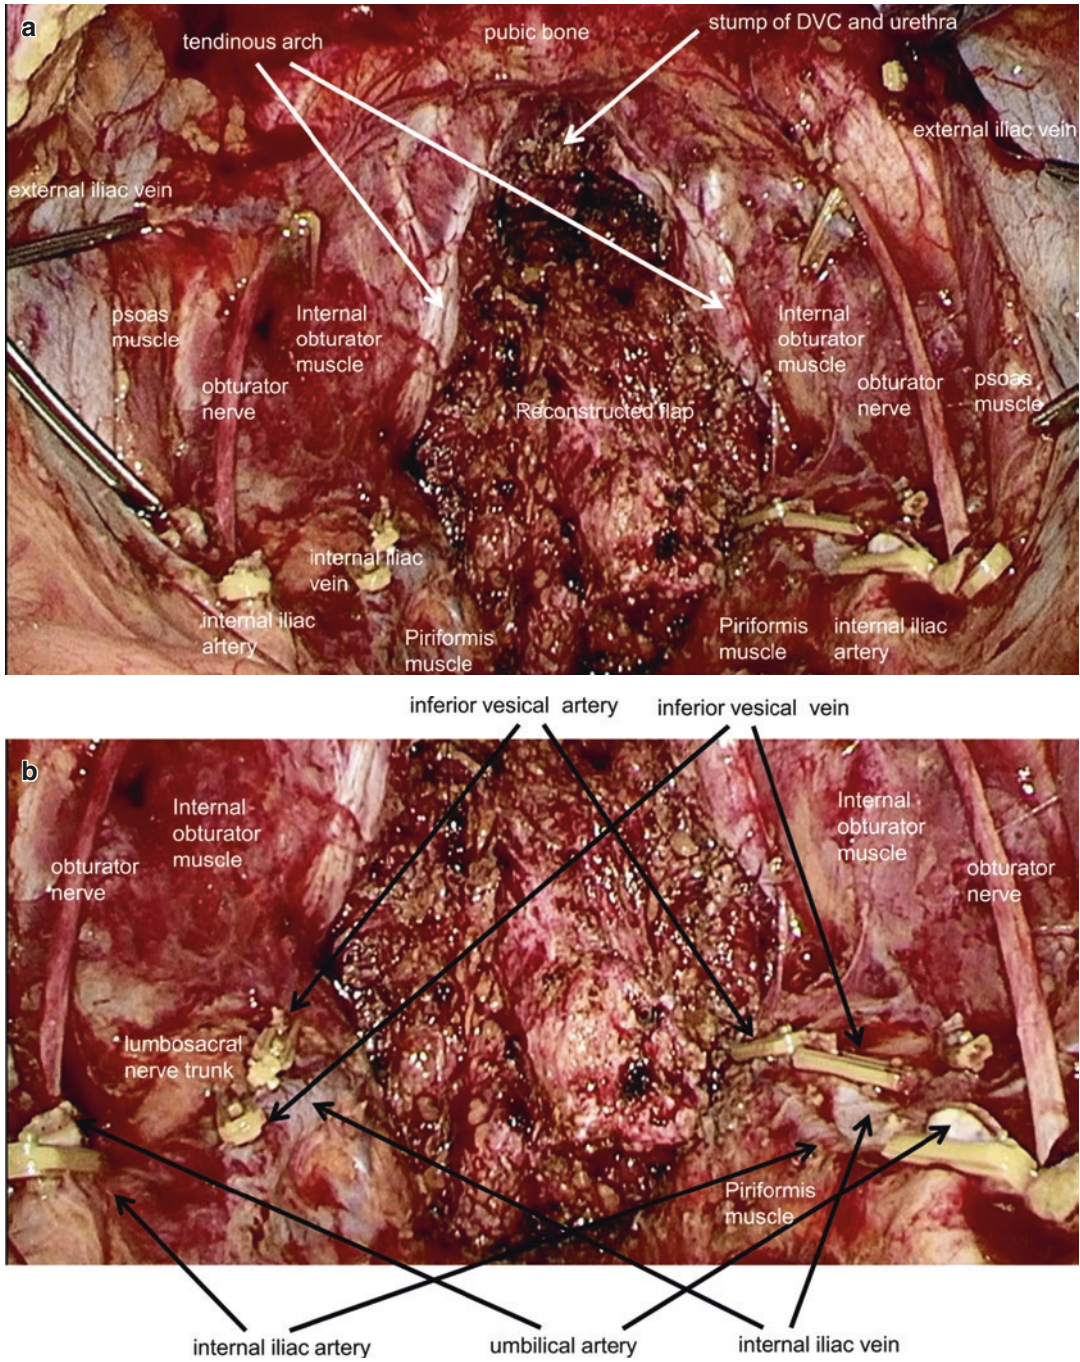 a
pubic bone
stump of DVC and urethra
tendinous arch
external iliac vein
external iliac vein
psoas
muscle
Internal
obturator
muscle
Internal
obturator
muscle
obturator
nerve
obturator
nerve
psoas
muscle
Reconstructed flap
internal iliac
vein
internal iliac
artery
Piriformis
muscle
Piriformis
muscle
internal iliac
artery
inferior vesical artery
inferior vesical vein
b
Internal
obturator
muscle
Internal
obturator
muscle
obturator
nerve
obturator
nerve
lumbosacral
nerve trunk
Piriformis
muscle
internal iliac artery
umbilical artery
internal iliac vein